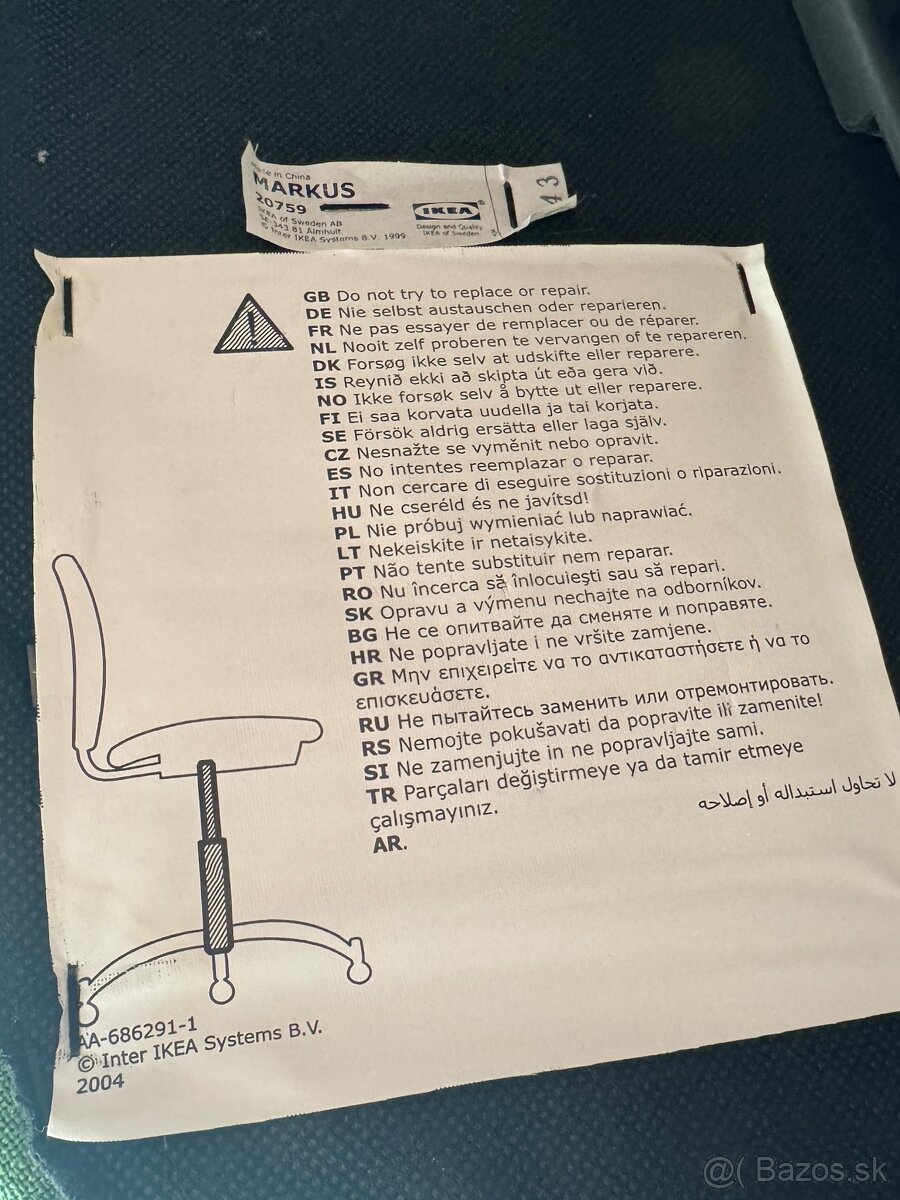 Made in China
MARKUS
20759
IKEA of Sweden AB
SE-343 81 Älmhult
© Inter IKEA Systems B.V. 1999
IKEA®
Design and Quality
IKEA of Sweden
43
GB Do not try to replace or repair.
DE Nie selbst austauschen oder reparieren.
FR Ne pas essayer de remplacer ou de réparer.
NL Nooit zelf proberen te vervangen of te repareren.
DK Forsøg ikke selv at udskifte eller reparere.
IS Reynið ekki að skipta út eða gera við.
NO Ikke forsøk selv å bytte ut eller reparere.
FI Ei saa korvata uudella ja tai korjata.
SE Försök aldrig ersätta eller laga själv.
CZ Nesnažte se vyměnit nebo opravit.
ES No intentes reemplazar o reparar.
IT Non cercare di eseguire sostituzioni o riparazioni.
HU Ne cseréld és ne javítsd!
PL Nie próbuj wymieniać lub naprawiać.
LT Nekeiskite ir netaisykite.
PT Não tente substituir nem reparar.
RO Nu încerca să înlocuieşti sau să repari.
SK Opravu a výmenu nechajte na odborníkov.
BG Не се опитвайте да сменяте и поправяте.
HR Ne popravljate i ne vršite zamjene.
GR Μην επιχειρείτε να το αντικαταστήσετε ή να το
επισκευάσετε.
RU Не пытайтесь заменить или отремонтировать.
RS Nemojte pokušavati da popravite ili zamenite!
SI Ne zamenjujte in ne popravljajte sami.
TR Parçaları değiştirmeye ya da tamir etmeye
çalışmayınız.
لا تحاول استبداله أو إصلاحه
AR.
AA-686291-1
© Inter IKEA Systems B.V.
2004
@( Bazos.sk